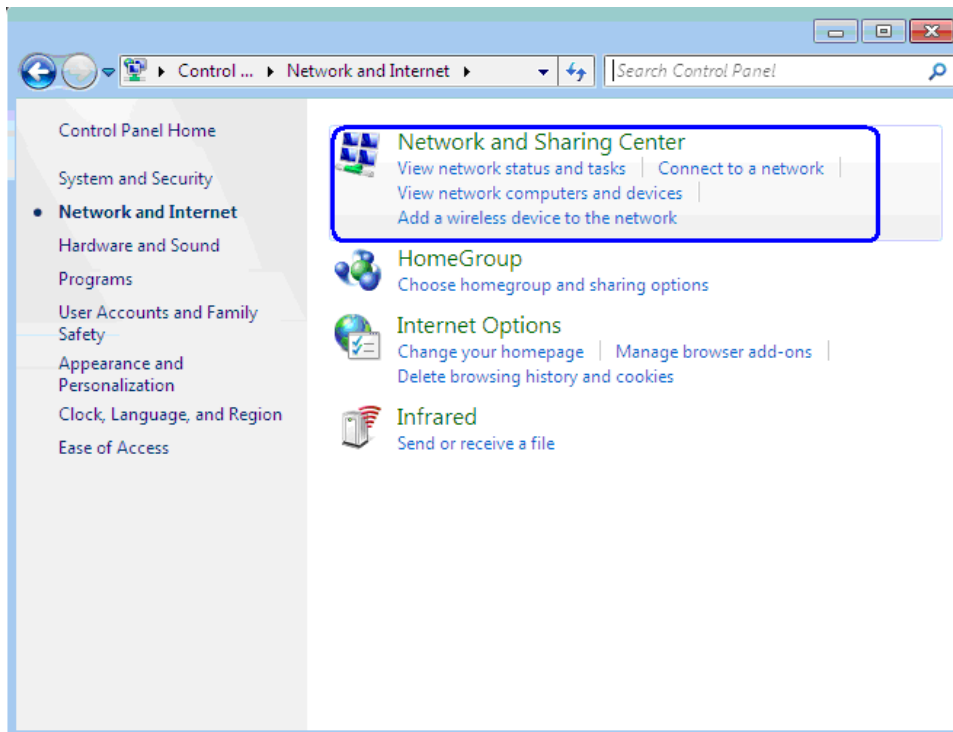 Control ... Network and Internet
Search Control Panel
Control Panel Home
System and Security
Network and Internet
Hardware and Sound
Programs
User Accounts and Family
Safety
Appearance and
Personalization
Clock, Language, and Region
Ease of Access
Network and Sharing Center
View network status and tasks
Connect to a network
View network computers and devices
Add a wireless device to the network
HomeGroup
Choose homegroup and sharing options
Internet Options
Change your homepage
Manage browser add-ons
Delete browsing history and cookies
Infrared
Send or receive a file